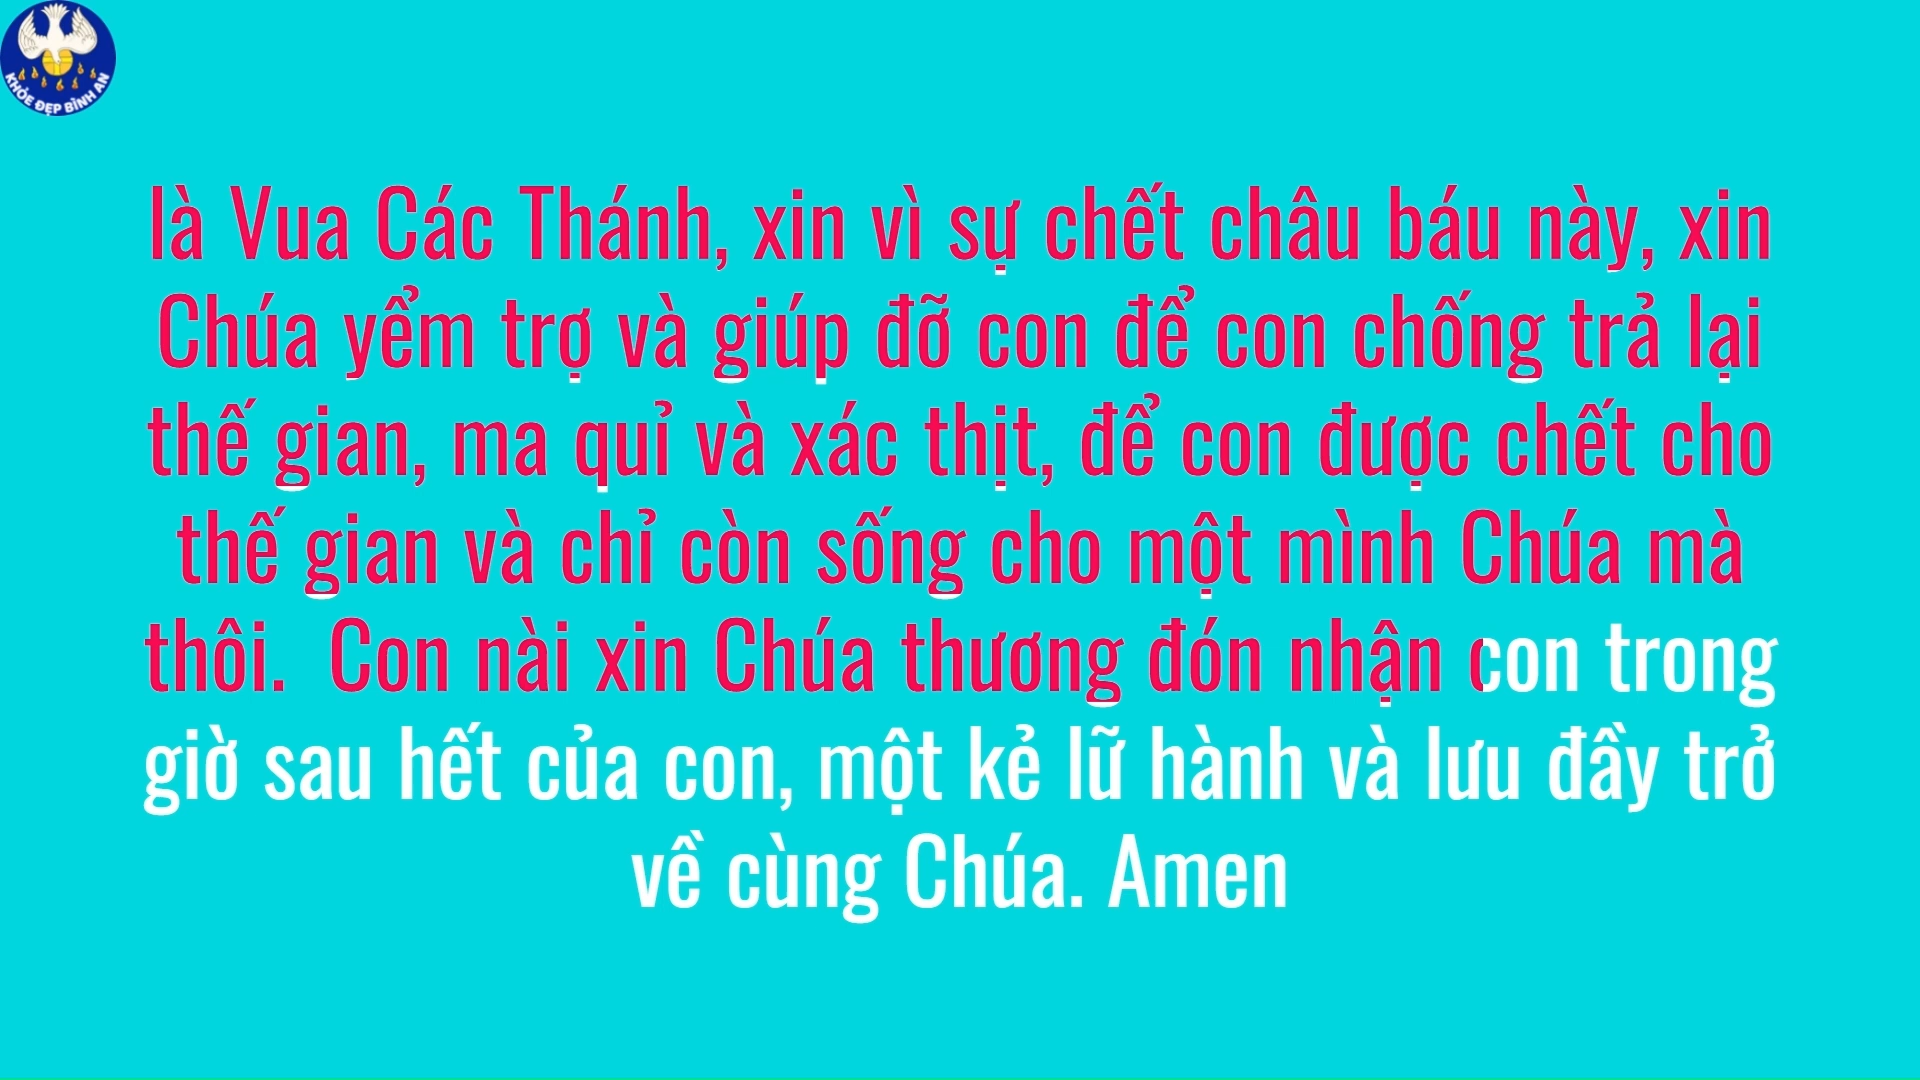 KHỎE ĐẸP BÌNH AN
là Vua Các Thánh, xin vì sự chết châu báu này, xin
Chúa yểm trợ và giúp đỡ con để con chống trả lại
thế gian, ma quỉ và xác thịt, để con được chết cho
thế gian và chỉ còn sống cho một mình Chúa mà
thôi.  Con nài xin Chúa thương đón nhận con trong
giờ sau hết của con, một kẻ lữ hành và lưu đầy trở
về cùng Chúa. Amen